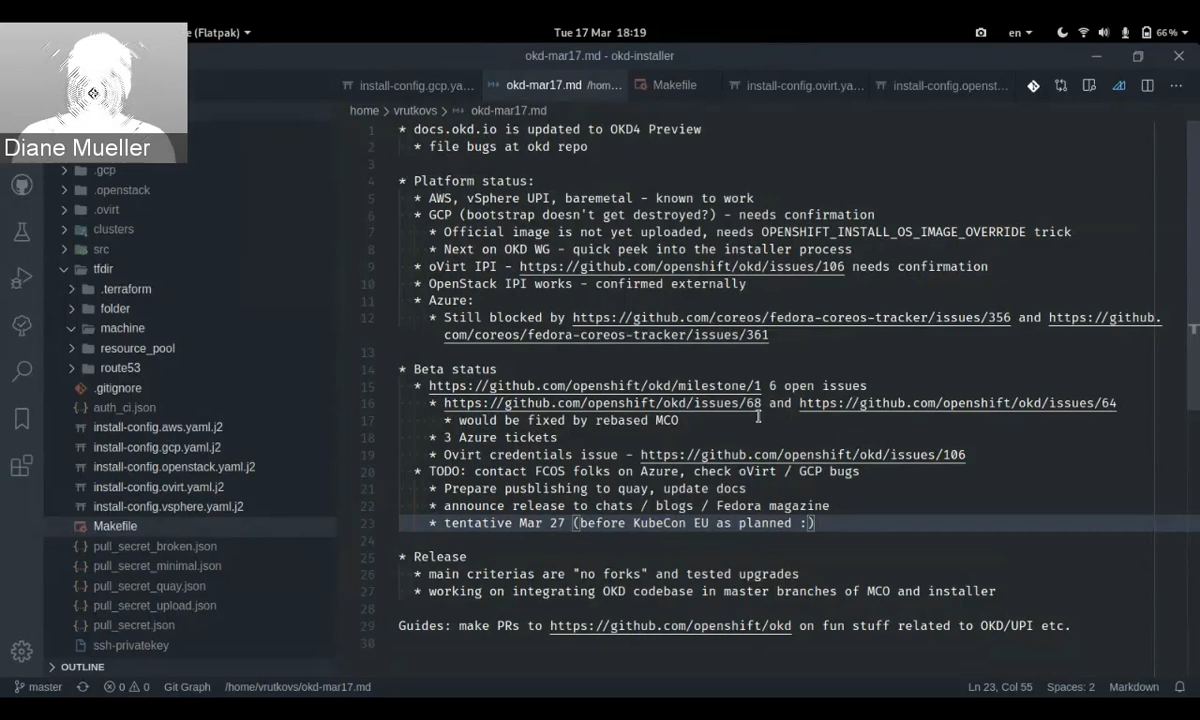 e (Flatpak)
Tue 17 Mar 18:19
en
66%
Diane Mueller
okd-mar17.md - okd-installer
install-config.gcp.ya...
okd-mar17.md /hom...
Makefile
install-config.ovirt.ya...
install-config.openst...
home > vrutkovs > okd-mar17.md
.gcp
.openstack
.ovirt
clusters
src
tfdir
.terraform
folder
machine
resource_pool
route53
.gitignore
auth_ci.json
install-config.aws.yaml.j2
install-config.gcp.yaml.j2
install-config.openstack.yaml.j2
install-config.ovirt.yaml.j2
install-config.vsphere.yaml.j2
Makefile
pull_secret_broken.json
pull_secret_minimal.json
pull_secret_quay.json
pull_secret_upload.json
pull_secret.json
ssh-privatekey
OUTLINE
1 * docs.okd.io is updated to OKD4 Preview
2 * file bugs at okd repo
3
4 * Platform status:
5 * AWS, vSphere UPI, baremetal - known to work
6 * GCP (bootstrap doesn't get destroyed?) - needs confirmation
7 * Official image is not yet uploaded, needs OPENSHIFT_INSTALL_OS_IMAGE_OVERRIDE trick
8 * Next on OKD WG - quick peek into the installer process
9 * oVirt IPI - https://github.com/openshift/okd/issues/106 needs confirmation
10 * OpenStack IPI works - confirmed externally
11 * Azure:
12 * Still blocked by https://github.com/coreos/fedora-coreos-tracker/issues/356 and https://github.
com/coreos/fedora-coreos-tracker/issues/361
13
14 * Beta status
15 * https://github.com/openshift/okd/milestone/1 6 open issues
16 * https://github.com/openshift/okd/issues/68 and https://github.com/openshift/okd/issues/64
17 * would be fixed by rebased MCO
18 * 3 Azure tickets
19 * Ovirt credentials issue - https://github.com/openshift/okd/issues/106
20 * TODO: contact FCOS folks on Azure, check oVirt / GCP bugs
21 * Prepare pusblishing to quay, update docs
22 * announce release to chats / blogs / Fedora magazine
23 * tentative Mar 27 (before KubeCon EU as planned :)
24
25 * Release
26 * main criterias are "no forks" and tested upgrades
27 * working on integrating OKD codebase in master branches of MCO and installer
28
29 Guides: make PRs to https://github.com/openshift/okd on fun stuff related to OKD/UPI etc.
30
master
0
0
Git Graph
/home/vrutkovs/okd-mar17.md
Ln 23, Col 55
Spaces: 2
Markdown